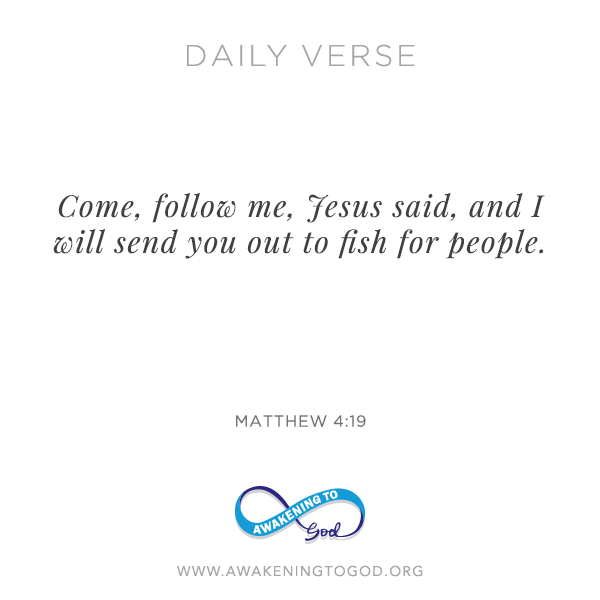 DAILY VERSE
Come, follow me, Jesus said, and I
will send you out to fish for people.
MATTHEW 4:19
AWAKENING TO
God
WWW.AWAKENINGTOGOD.ORG